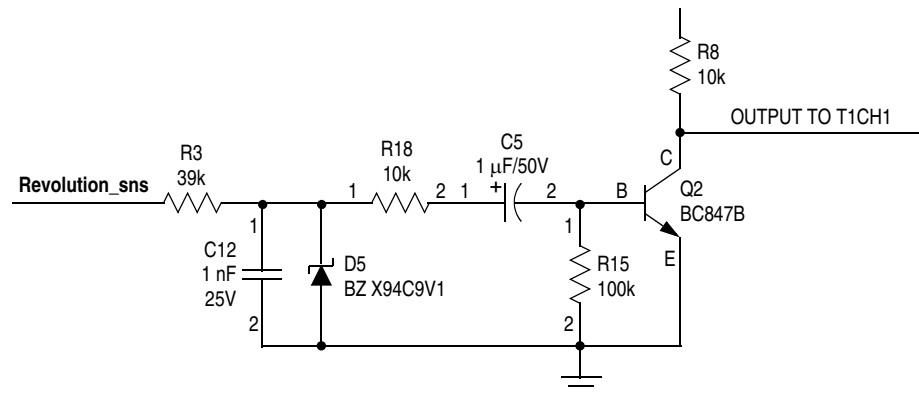 R8
10k
OUTPUT TO T1CH1
C5
1 μF/50V
C
R3
39k
R18
10k
+
Q2
BC847B
Revolution_sns
1
2
1
2
B
1
1
C12
1 nF
25V
D5
BZ X94C9V1
E
R15
100k
2
2